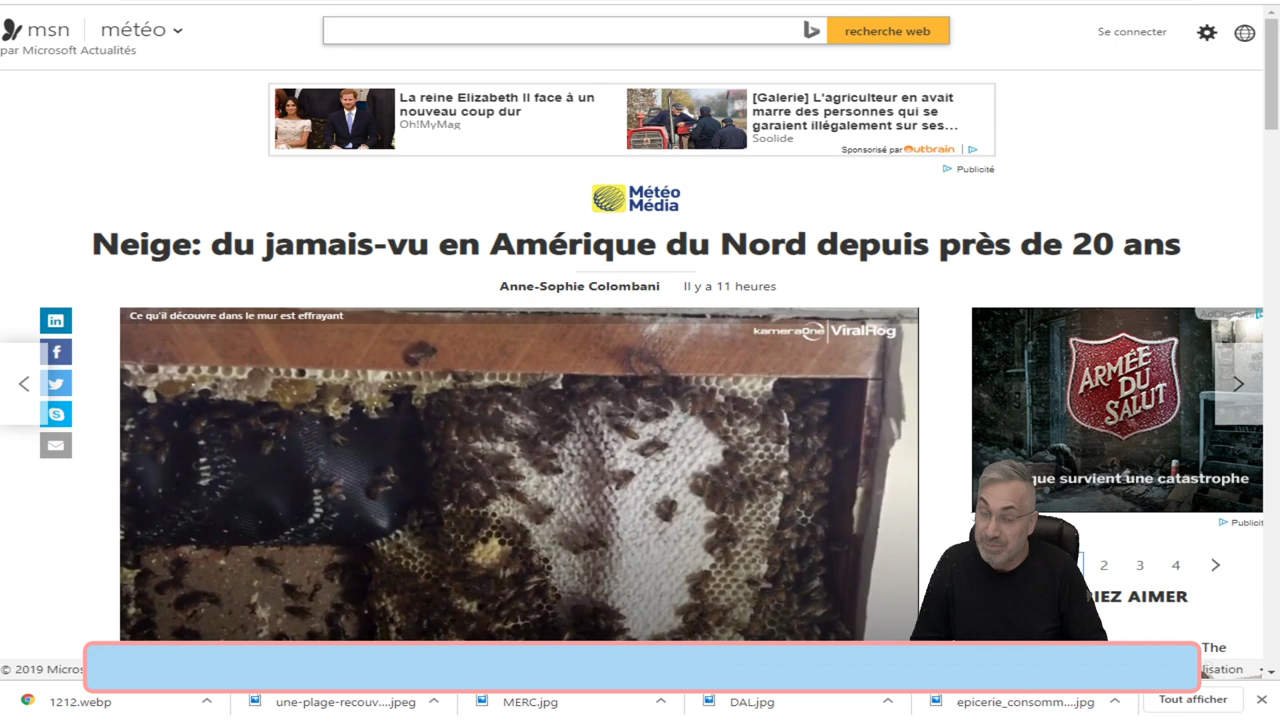 msn
météo
recherche web
Se connecter
par Microsoft Actualités
La reine Elizabeth II face à un
nouveau coup dur
Oh!MyMag
[Galerie] L'agriculteur en avait
marre des personnes qui se
garaient illégalement sur ses...
Soolide
Sponsorisé par Outbrain
Publicité
Météo
Média
Neige: du jamais-vu en Amérique du Nord depuis près de 20 ans
Anne-Sophie Colombani Il y a 11 heures
Ce qu'il découvre dans le mur est effrayant
kameraOne ViralHog
AdChoices
ARMÉE
DU
SALUT
que survient une catastrophe
Publicit
2 3 4
IEZ AIMER
The
© 2019 Micros
lisation
1212.webp
une-plage-recouv....jpeg
MERC.jpg
DAL.jpg
epicerie_consomm....jpg
Tout afficher